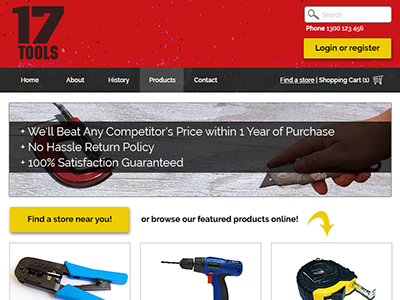 17
TOOLS
Search
Phone 1300 123 456
Login or register
Home About History Products Contact
Find a store | Shopping Cart (1)
+ We'll Beat Any Competitor's Price within 1 Year of Purchase
+ No Hassle Return Policy
+ 100% Satisfaction Guaranteed
Find a store near you! or browse our featured products online!